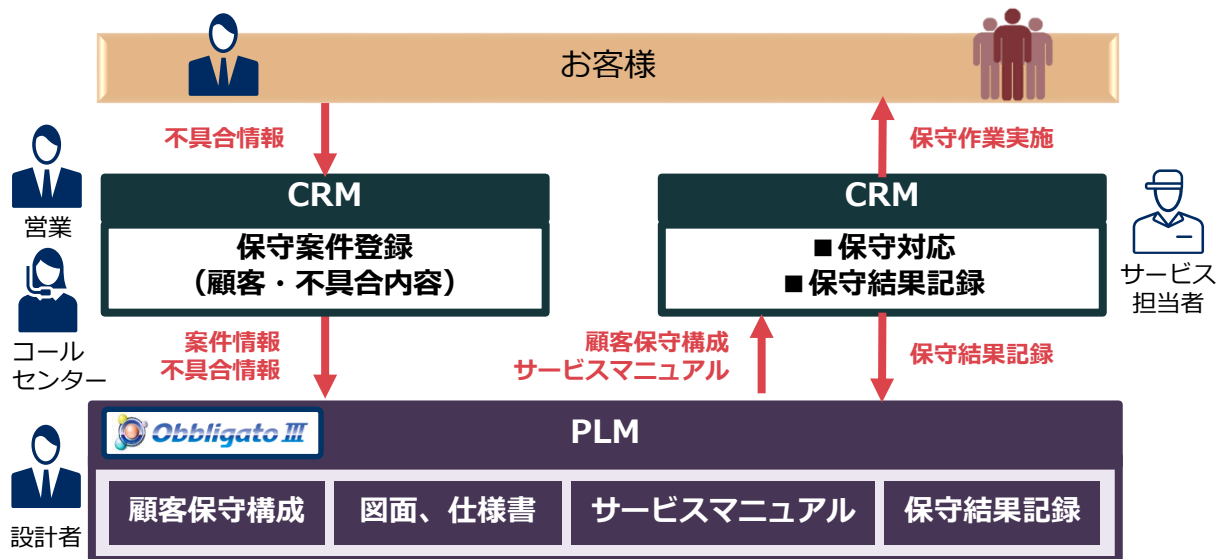 お客様
不具合情報
保守作業実施
営業
CRM
保守案件登録
（顧客・不具合内容）
CRM
■保守対応
■保守結果記録
サービス
担当者
コール
センター
案件情報
不具合情報
顧客保守構成
サービスマニュアル
保守結果記録
Obbligato III
PLM
設計者
顧客保守構成
図面、仕様書
サービスマニュアル
保守結果記録